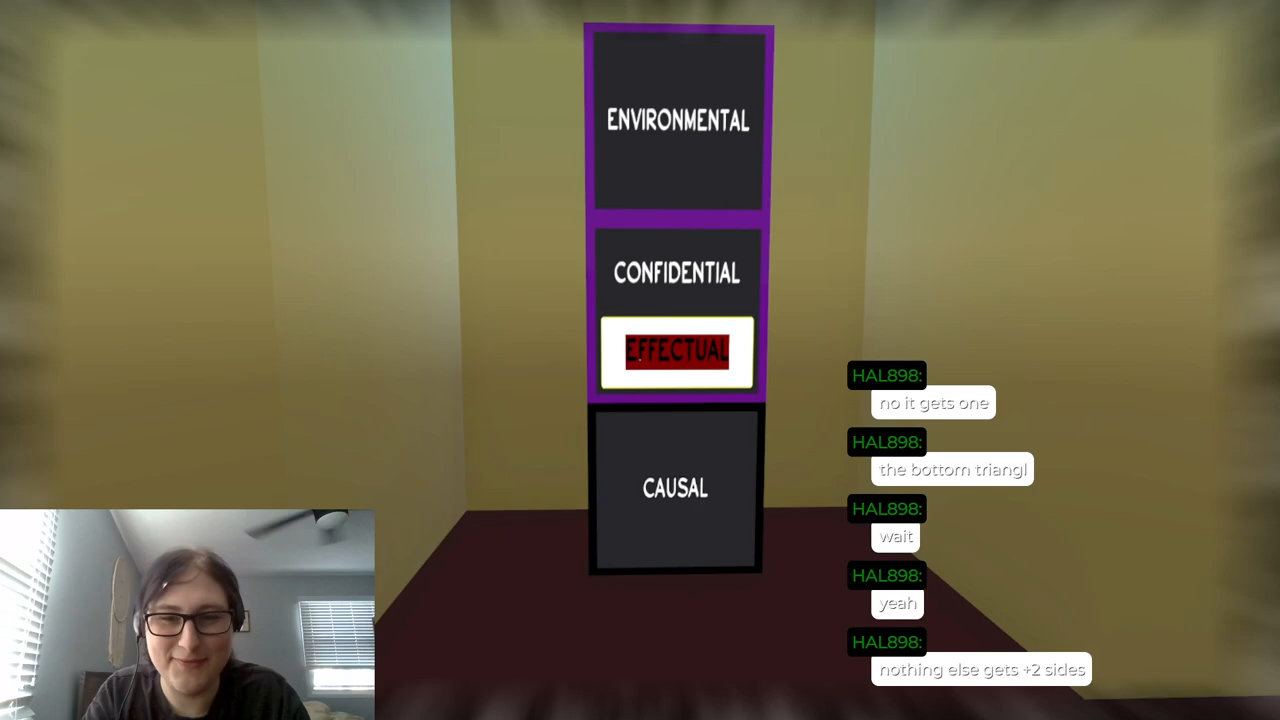 ENVIRONMENTAL
CONFIDENTIAL
EFFECTUAL
CAUSAL
HAL898:
no it gets one
HAL898:
the bottom triangl
HAL898:
wait
HAL898:
yeah
HAL898:
nothing else gets +2 sides